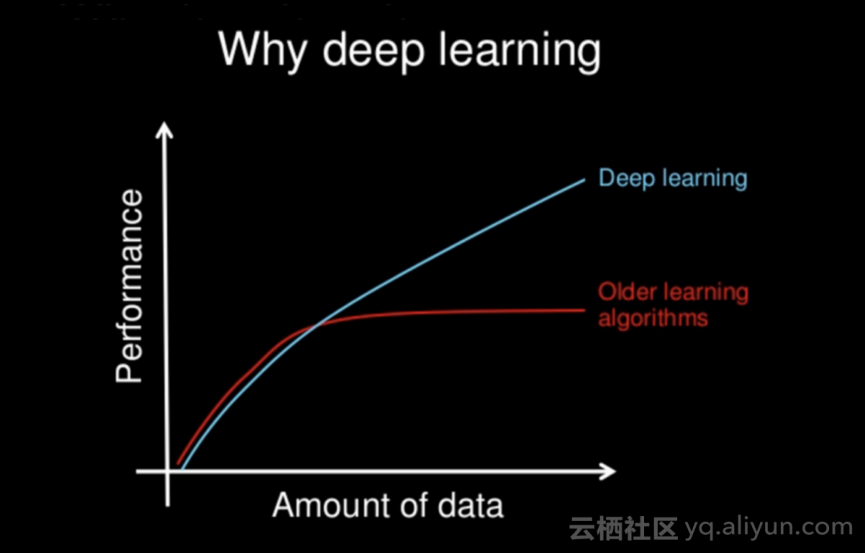 Why deep learning
Performance
Deep learning
Older learning
algorithms
Amount of data
云栖社区 yq.aliyun.com